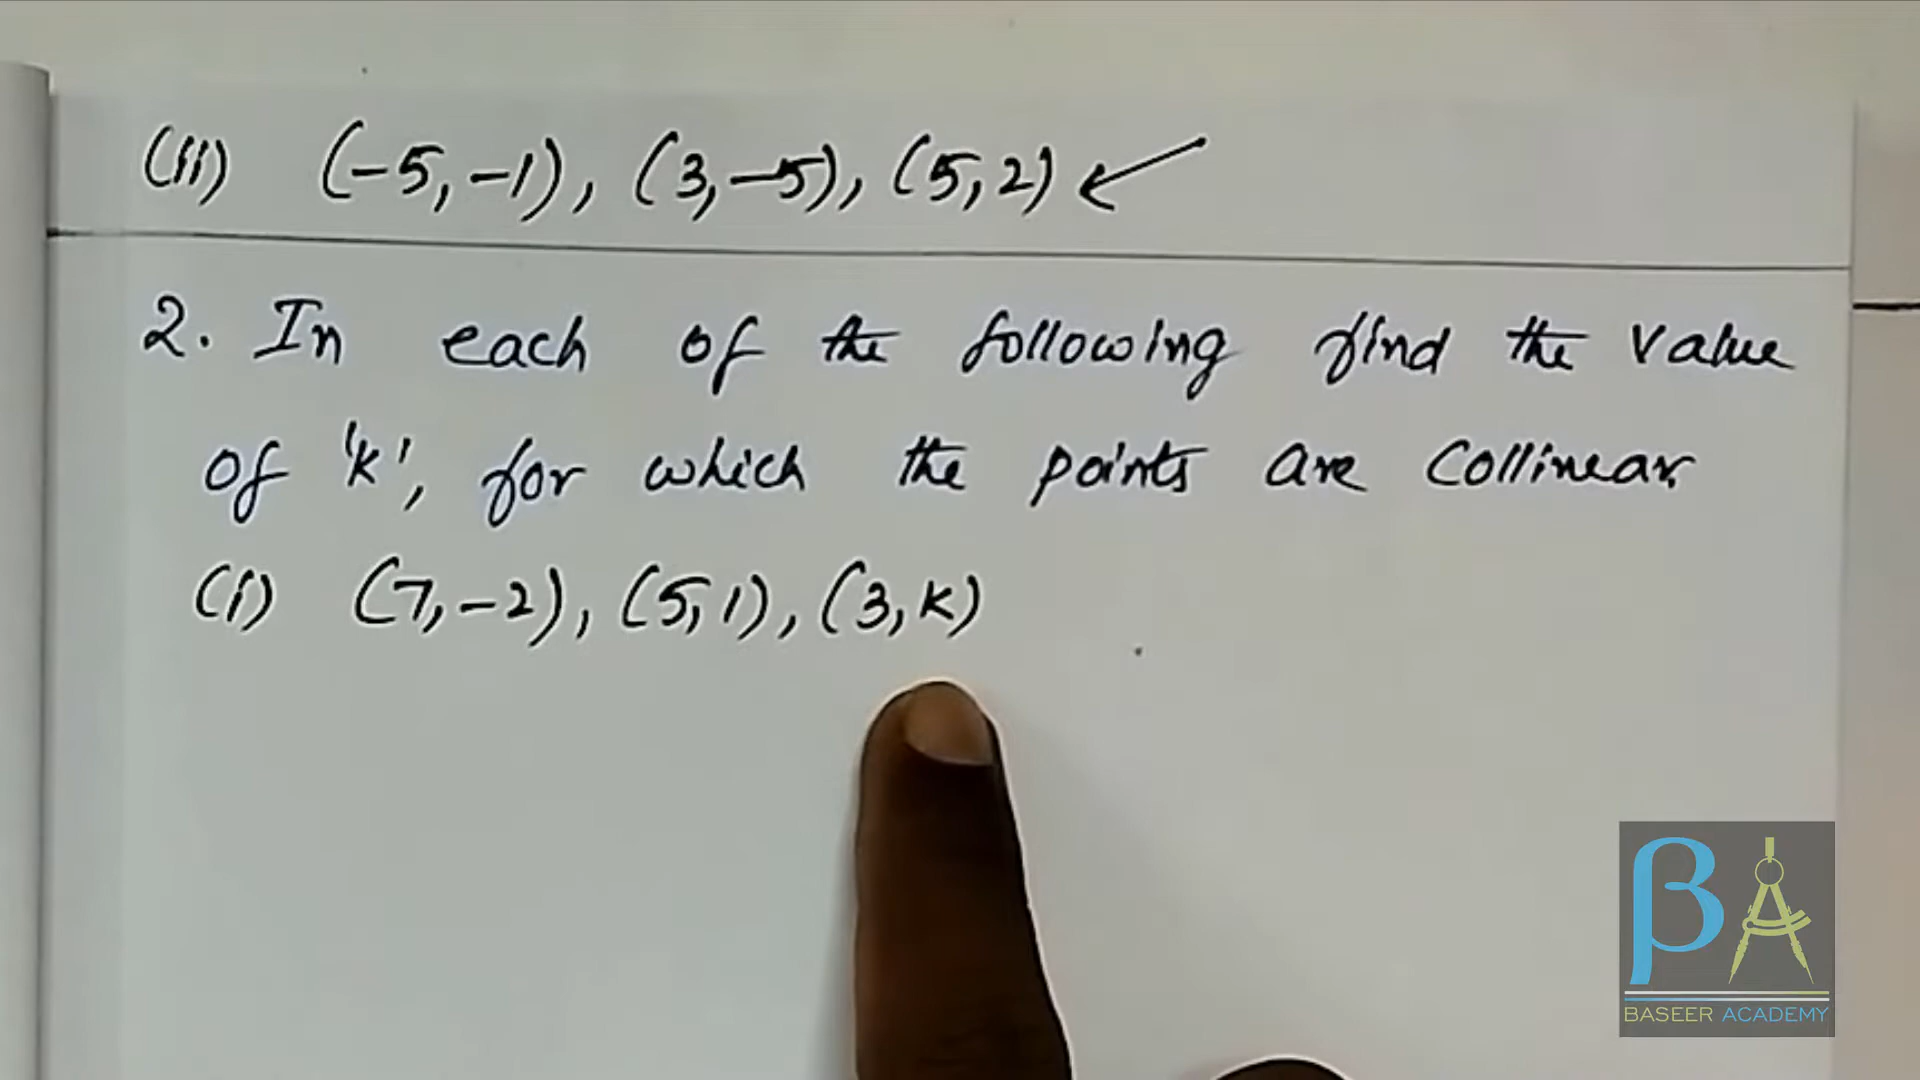 (ii) (-5, -1), (3, -5), (5, 2)
2. In each of the following find the value
of 'k', for which the points are collinear.
(i) (7, -2), (5, 1), (3, k)
βA
BASEER ACADEMY